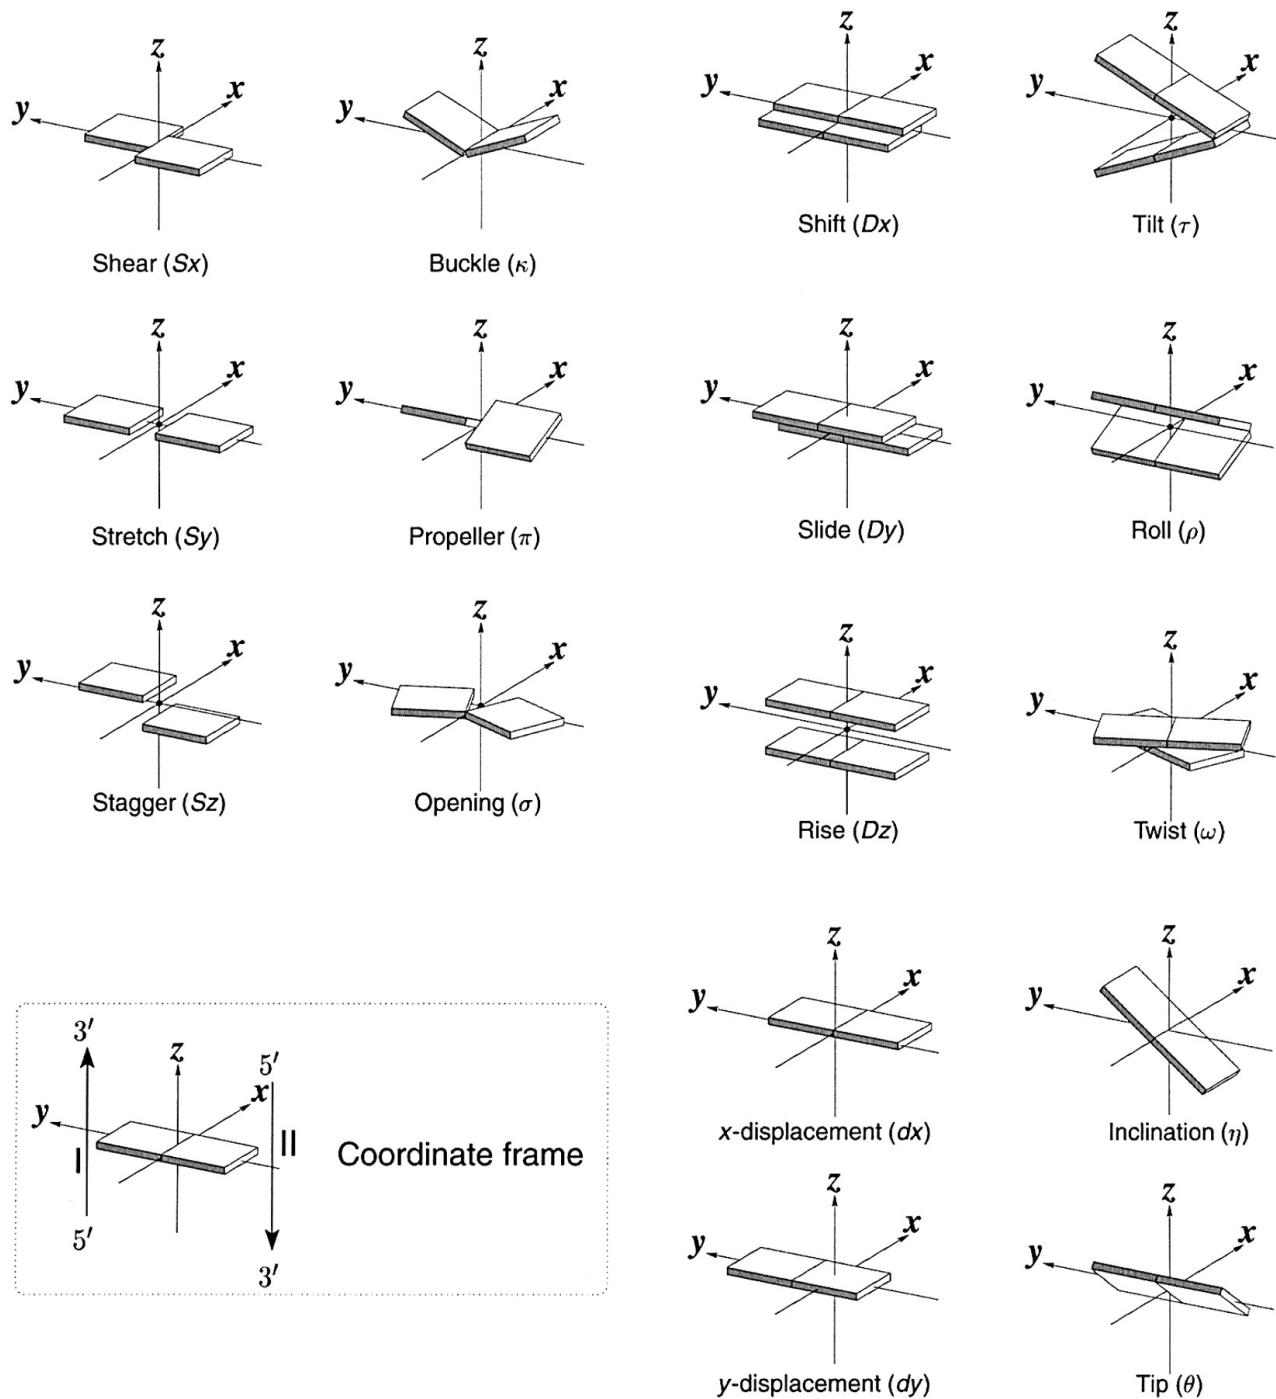 z
x
y
Shear (Sx)
z
x
y
Buckle (κ)
z
x
y
Shift (Dx)
z
x
y
Tilt (τ)
z
x
y
Stretch (Sy)
z
x
y
Propeller (π)
z
x
y
Slide (Dy)
z
x
y
Roll (ρ)
z
x
y
Stagger (Sz)
z
x
y
Opening (σ)
z
x
y
Rise (Dz)
z
x
y
Twist (ω)
z
x
y
x-displacement (dx)
z
x
y
Inclination (η)
3′
z
5′
x
y
I
II
5′
3′
Coordinate frame
z
x
y
y-displacement (dy)
z
x
y
Tip (θ)